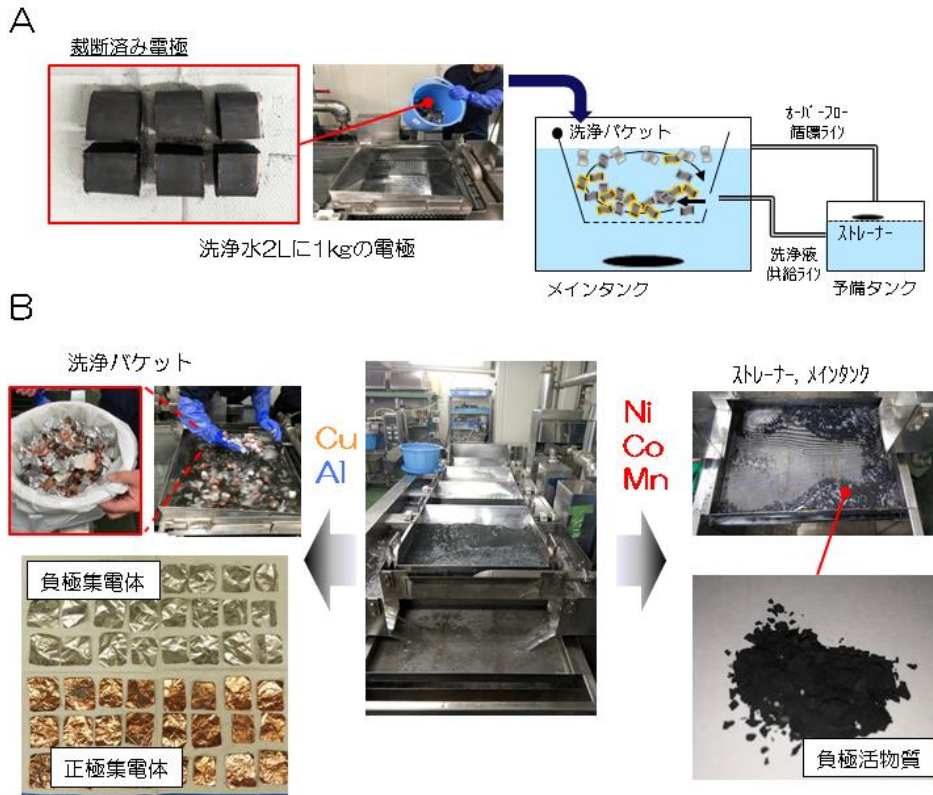 A
裁断済み電極
洗浄水2Lに1kgの電極
洗浄バケット
オーバーフロー
循環ライン
ストレーナー
洗浄液
供給ライン
メインタンク
予備タンク
B
洗浄バケット
Cu
Al
Ni
Co
Mn
ストレーナー, メインタンク
負極集電体
正極集電体
負極活物質